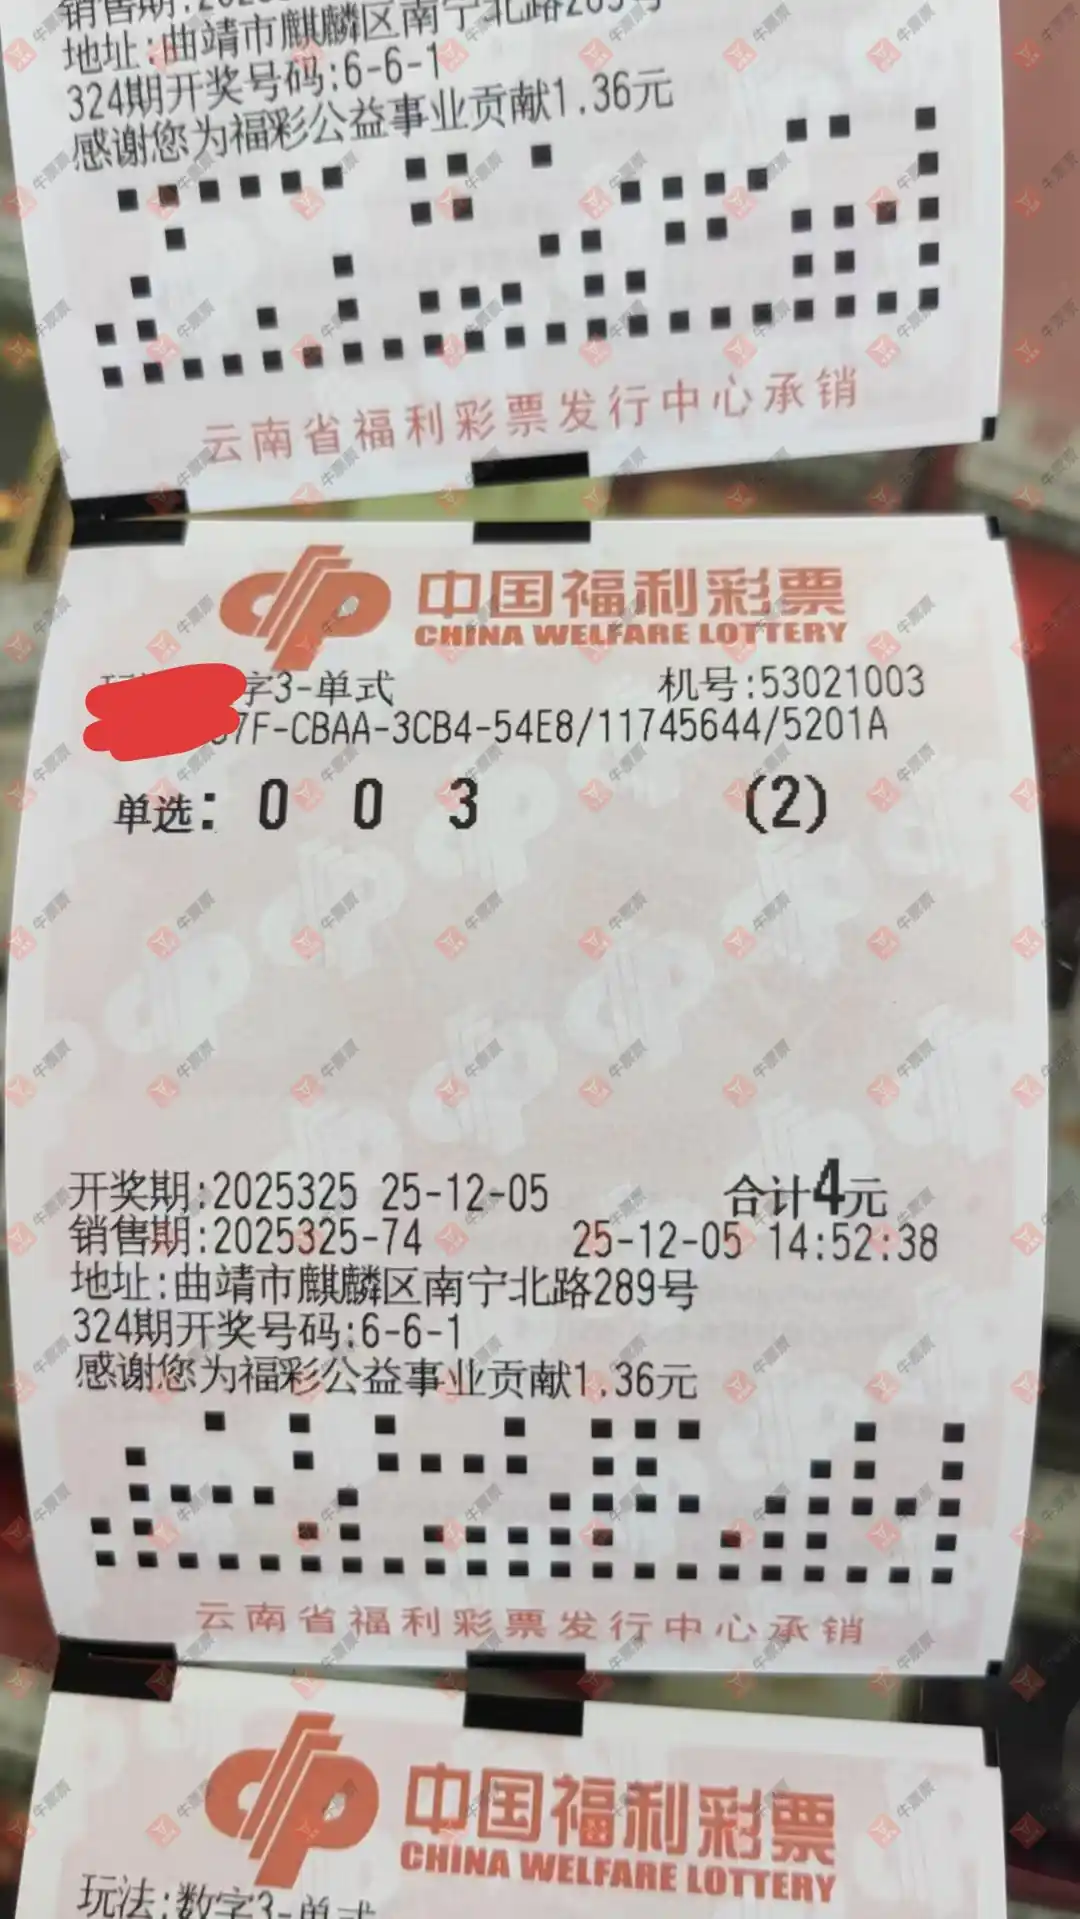 地址:曲靖市麒麟区南宁北路289号
324期开奖号码:6-6-1
感谢您为福彩公益事业贡献1.36元
云南省福利彩票发行中心承销
中国福利彩票
CHINA WELFARE LOTTERY
字3-单式 机号:53021003
7F-CBAA-3CB4-54E8/11745644/5201A
单选: 0 0 3 (2)
开奖期:2025325 25-12-05 合计4元
销售期:2025325-74 25-12-05 14:52:38
地址:曲靖市麒麟区南宁北路289号
324期开奖号码:6-6-1
感谢您为福彩公益事业贡献1.36元
云南省福利彩票发行中心承销
中国福利彩票
CHINA WELFARE LOTTERY
玩法:数字3-单式
牛票票